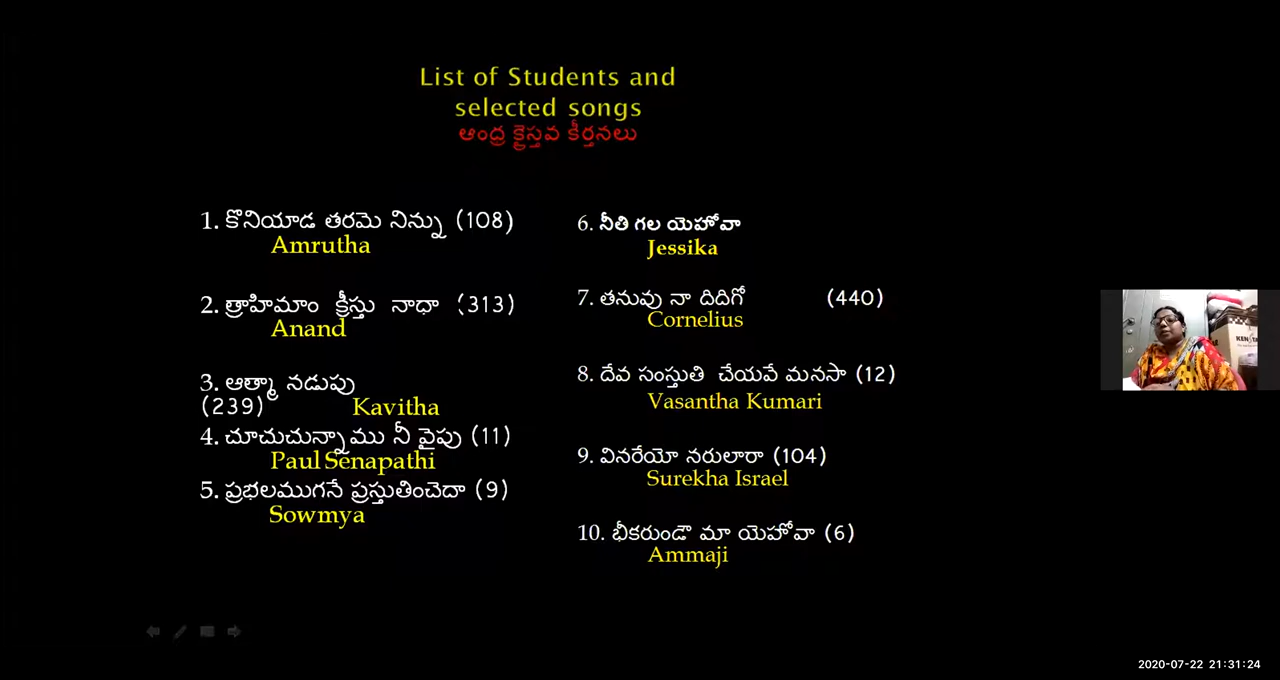 List of Students and
selected songs
ఆంధ్ర క్రైస్తవ కీర్తనలు
1. కొనియాడ తరమె నిన్ను (108)
Amrutha
2. త్రాహిమాం క్రీస్తు నాధా (313)
Anand
3. ఆత్మా నడుపు
(239) Kavitha
4. చూచుచున్నాము నీ వైపు (11)
Paul Senapathi
5. ప్రభలముగనే ప్రస్తుతించెదా (9)
Sowmya
6. నీతి గల యెహోవా
Jessika
7. తనువు నా దిదిగో (440)
Cornelius
8. దేవ సంస్తుతి చేయవే మనసా (12)
Vasantha Kumari
9. వినరేయో నరులారా (104)
Surekha Israel
10. భీకరుండౌ మా యెహోవా (6)
Ammaji
2020-07-22 21:31:24